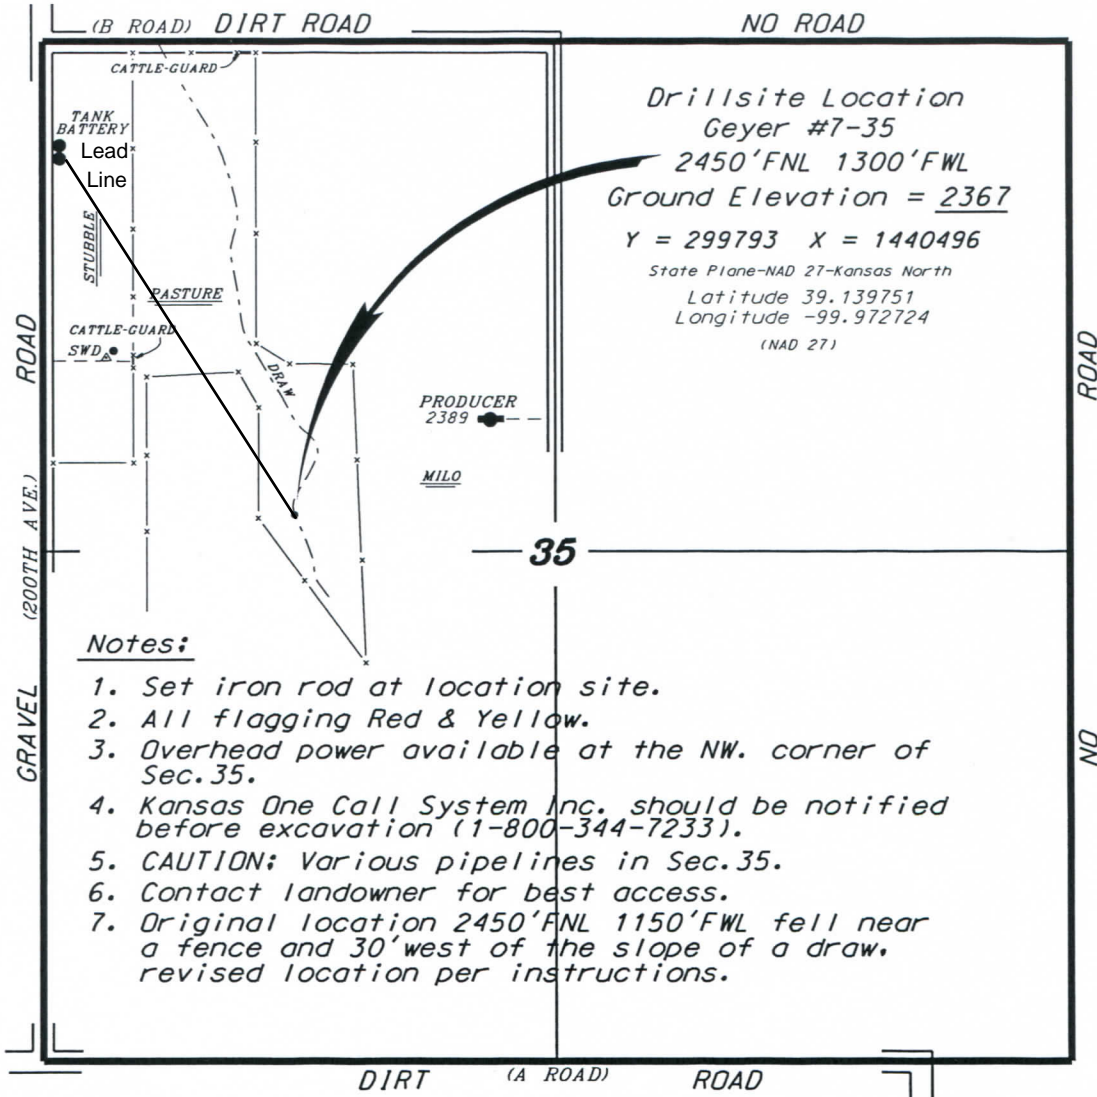 (B ROAD) DIRT ROAD
NO ROAD
CATTLE-GUARD
TANK
BATTERY
Lead
Line
STUBBLE
PASTURE
CATTLE-GUARD
SWD
DRAW
Drillsite Location
Geyer #7-35
2450'FNL 1300'FWL
Ground Elevation = 2367
Y = 299793 X = 1440496
State Plane-NAD 27-Kansas North
Latitude 39.139751
Longitude -99.972724
(NAD 27)
PRODUCER
2389
MILO
35
GRAVEL (200TH AVE.) ROAD
NO ROAD
Notes:
1. Set iron rod at location site.
2. All flagging Red & Yellow.
3. Overhead power available at the NW. corner of
Sec.35.
4. Kansas One Call System Inc. should be notified
before excavation (1-800-344-7233).
5. CAUTION: Various pipelines in Sec.35.
6. Contact landowner for best access.
7. Original location 2450'FNL 1150'FWL fell near
a fence and 30'west of the slope of a draw.
revised location per instructions.
DIRT (A ROAD) ROAD